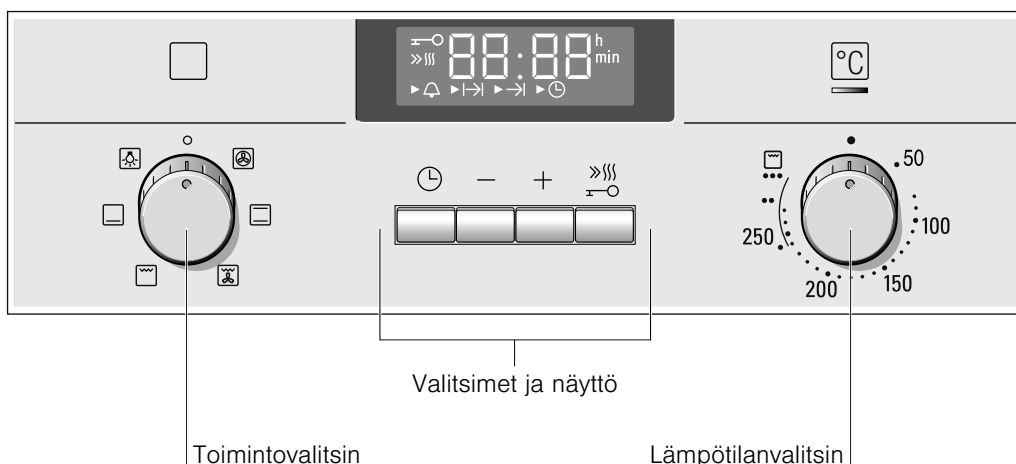 88:88 h
min
°C
50
100
150
200
250
Valitsimet ja näyttö
Toimintovalitsin
Lämpötilanvalitsin